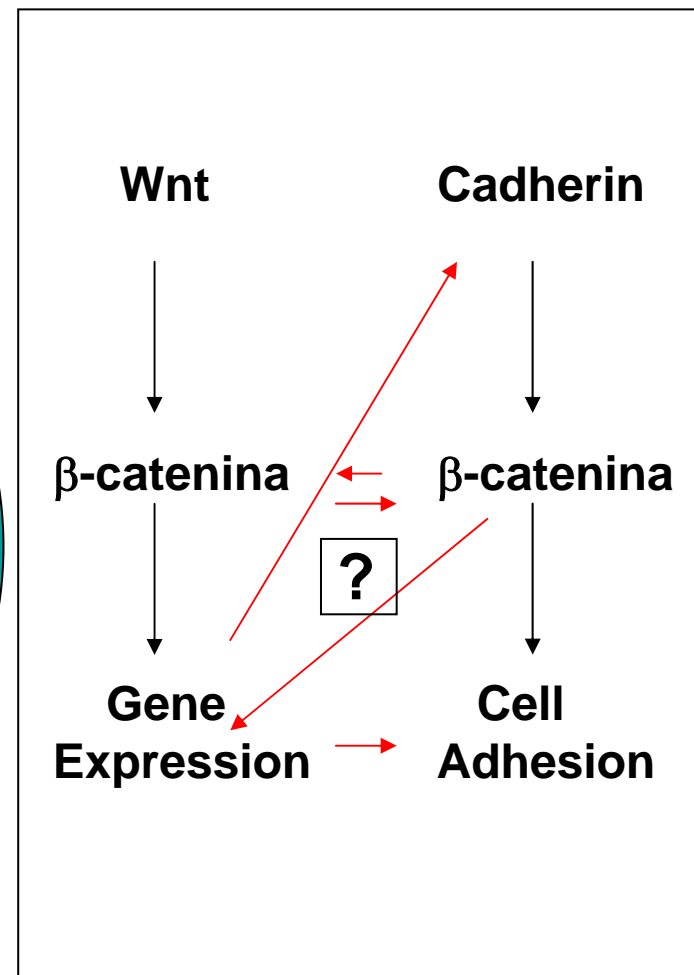 Wnt Cadherin
β-catenina β-catenina
?
Gene Cell
Expression Adhesion